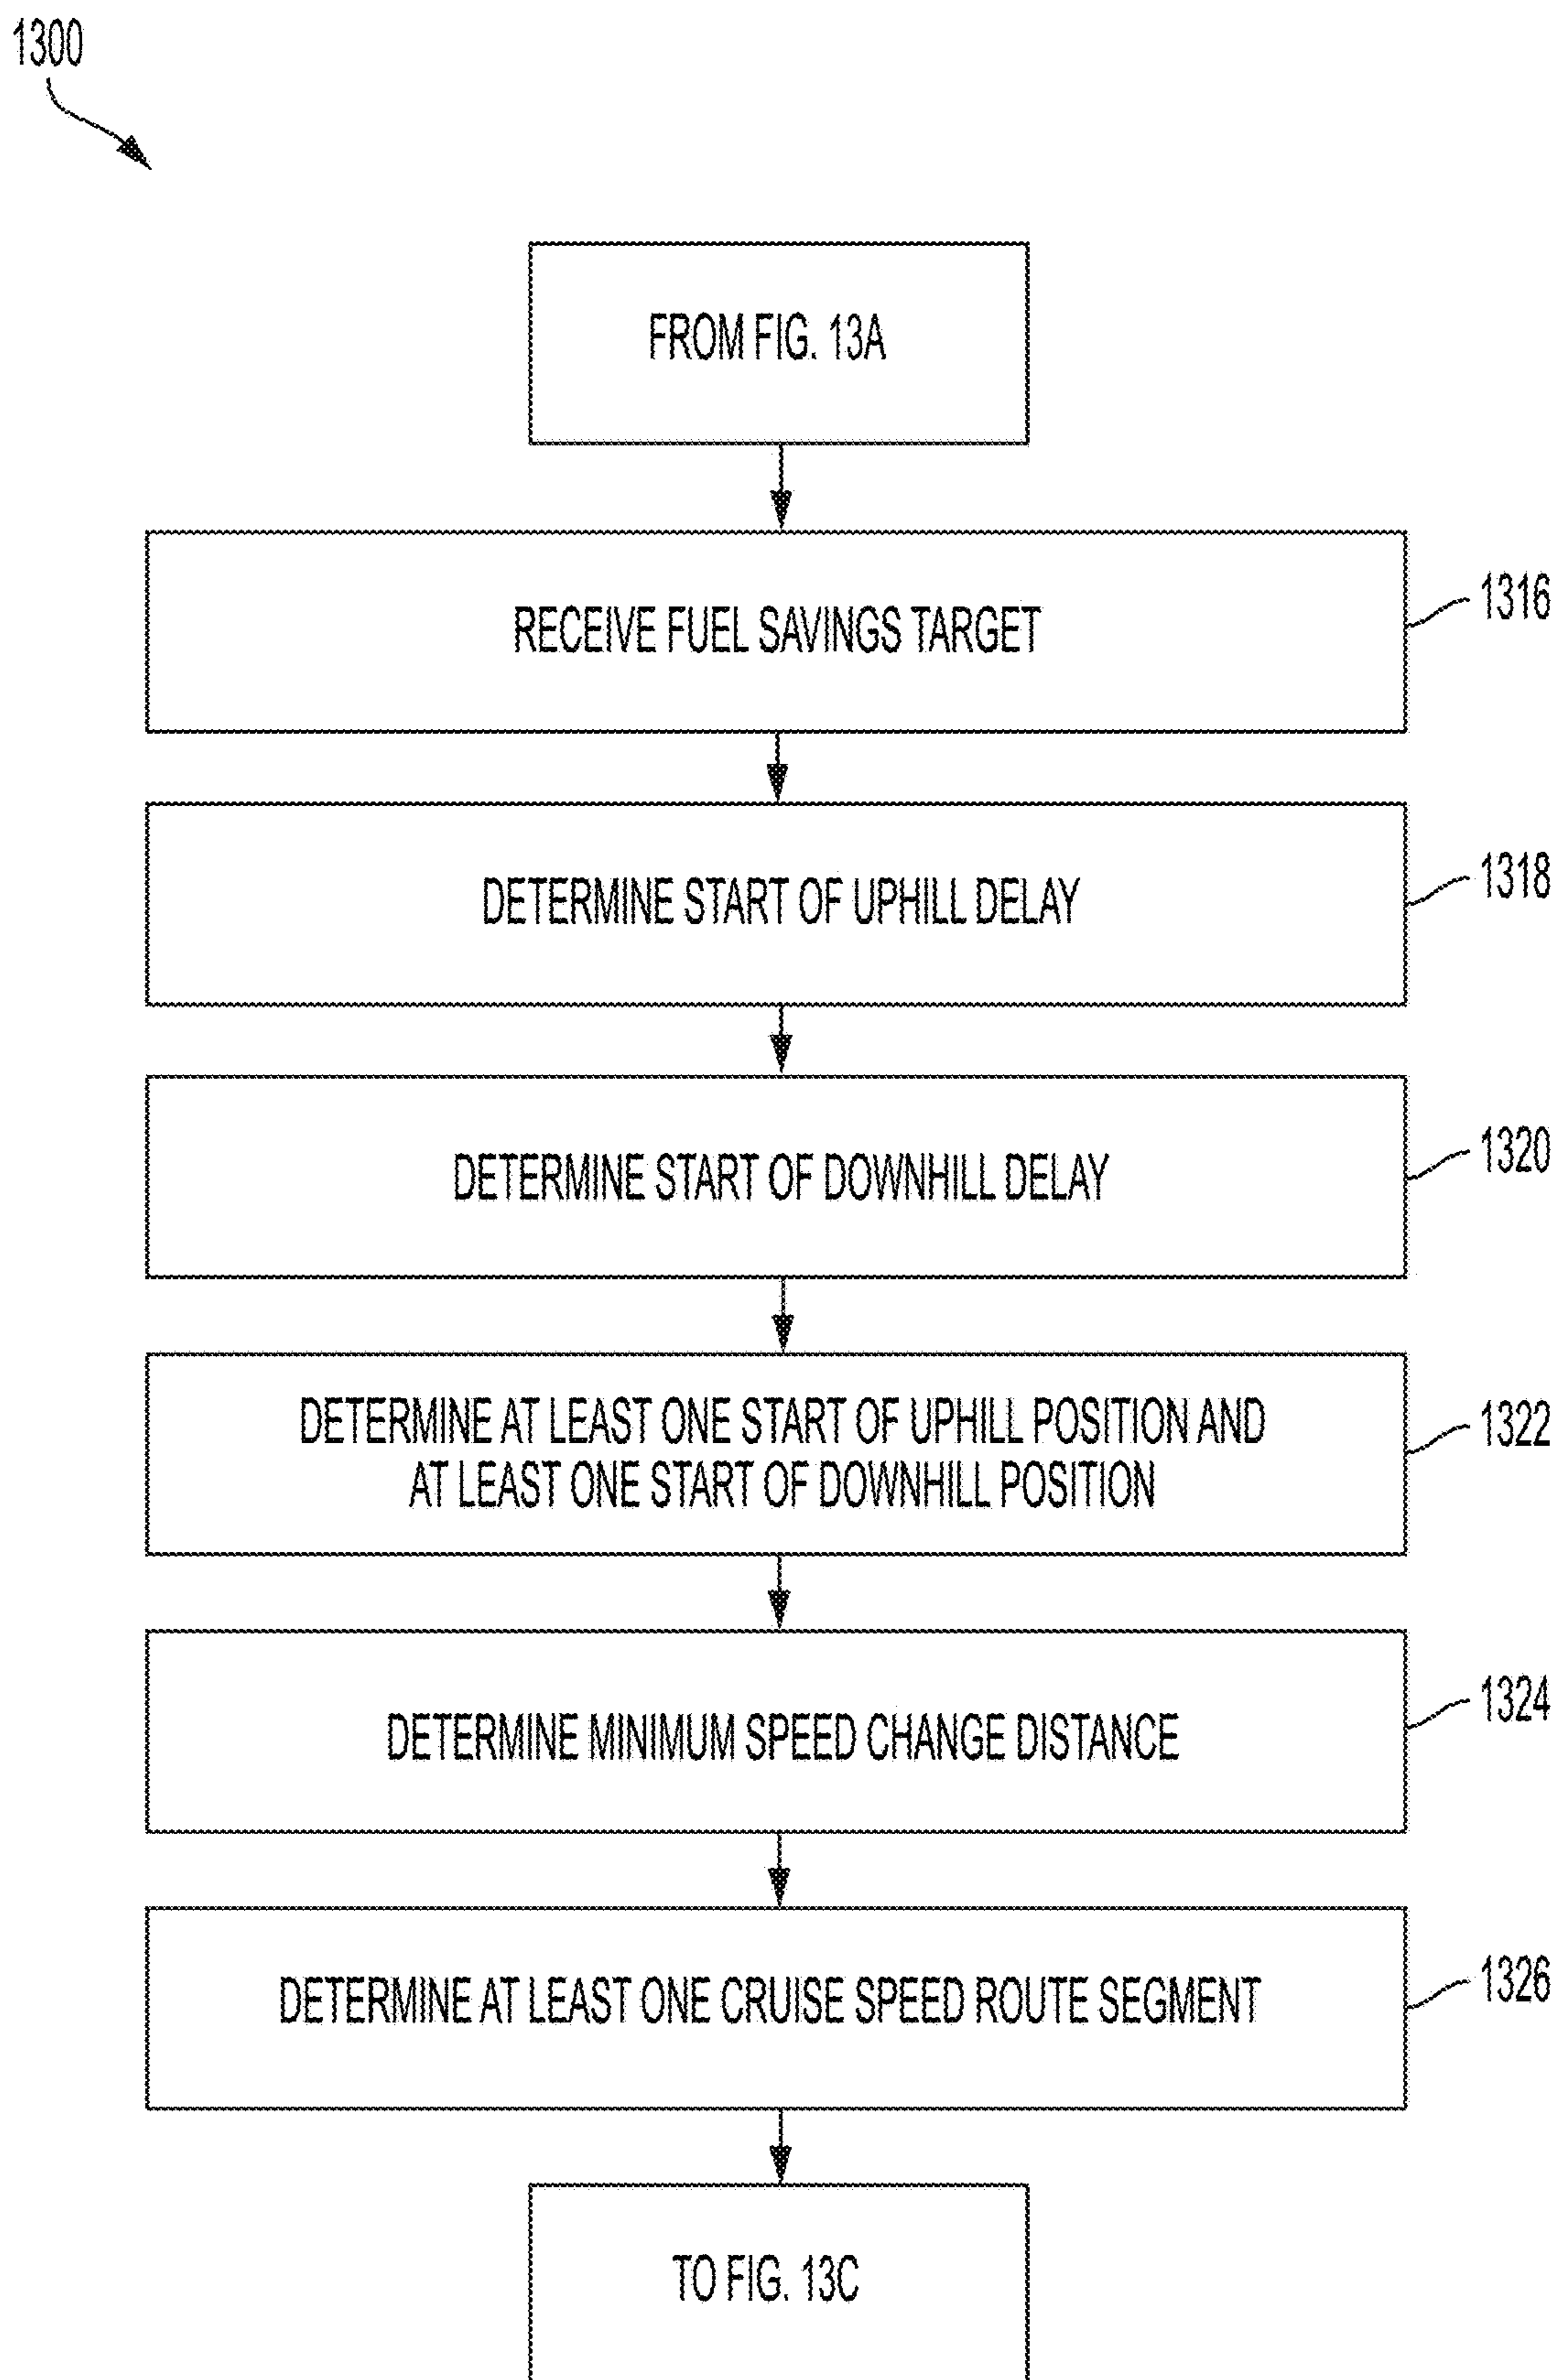 1300
FROM FIG. 13A
RECEIVE FUEL SAVINGS TARGET
1316
DETERMINE START OF UPHILL DELAY
1318
DETERMINE START OF DOWNHILL DELAY
1320
DETERMINE AT LEAST ONE START OF UPHILL POSITION AND
AT LEAST ONE START OF DOWNHILL POSITION
1322
DETERMINE MINIMUM SPEED CHANGE DISTANCE
1324
DETERMINE AT LEAST ONE CRUISE SPEED ROUTE SEGMENT
1326
TO FIG. 13C